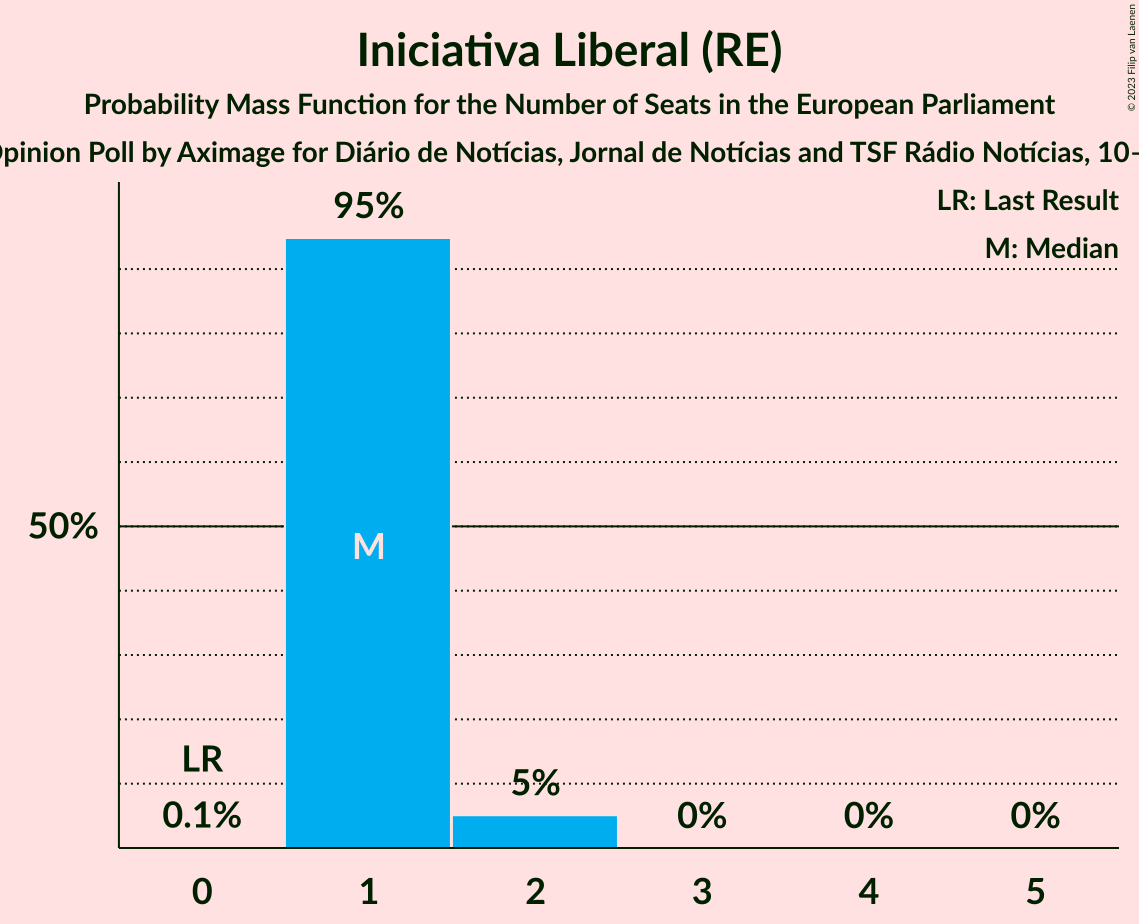 Iniciativa Liberal (RE)
Probability Mass Function for the Number of Seats in the European Parliament
Opinion Poll by Aximage for Diário de Notícias, Jornal de Notícias and TSF Rádio Notícias, 10–
© 2023 Filip van Laenen
LR: Last Result
M: Median
95%
50%
M
LR
0.1%
5%
0%
0%
0%
0
1
2
3
4
5